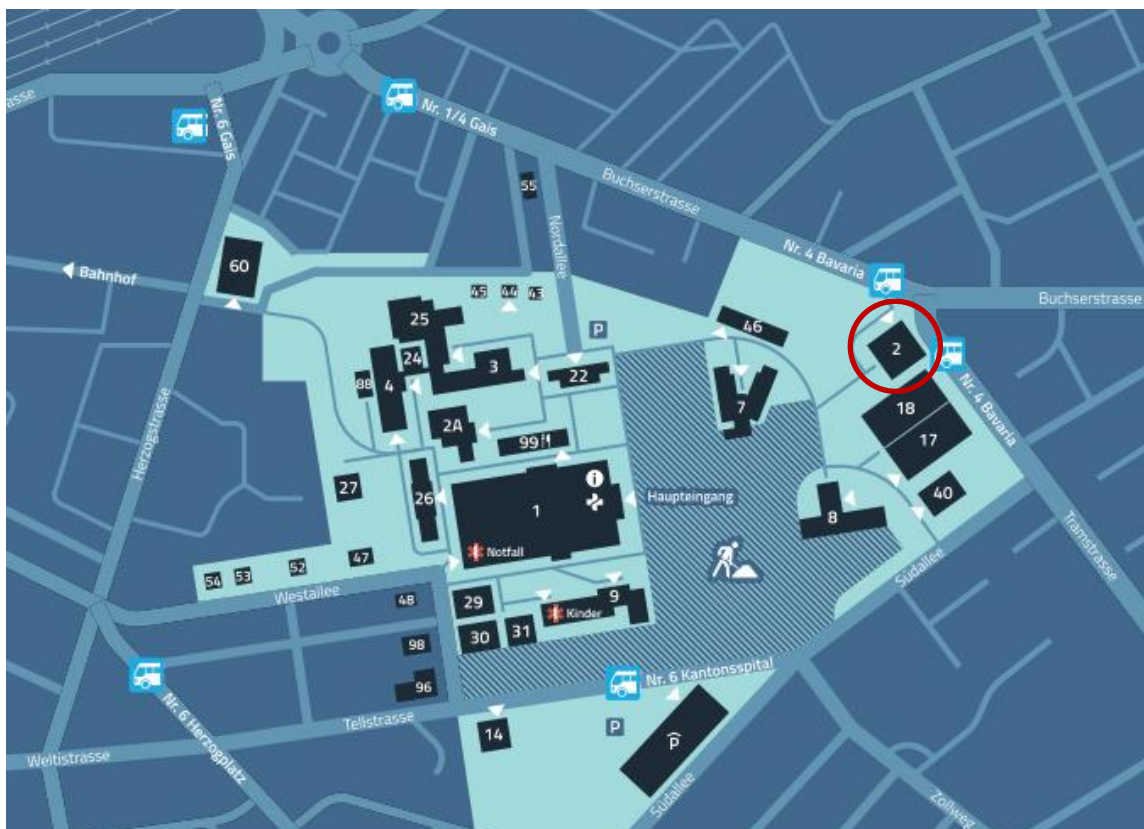 asse
Nr. 6 Gais
Nr. 1/4 Gais
55
Nordallee
Buchserstrasse
Nr. 4 Bavaria
Buchserstrasse
Bahnhof
60
45
44
43
P
25
46
2
24
3
22
88
4
7
18
Nr. 4 Bavaria
Herzogstrasse
2A
99
17
27
26
i
1
Haupteingang
40
8
Notfall
Südallee
Tramstrasse
54
53
52
47
Westallee
48
29
9
Kinder
30
31
98
96
Nr. 6 Kantonsspital
Nr. 6 Herzogplatz
Tellstrasse
14
P
P
Weltistrasse
Südallee
Zollweg